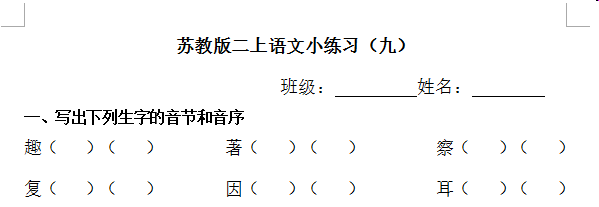 苏教版二上语文小练习（九）
班级：________姓名：_______
一、写出下列生字的音节和音序
趣（　）（　） 著（　）（　） 察（　）（　）
复（　）（　） 因（　）（　） 耳（　）（　）